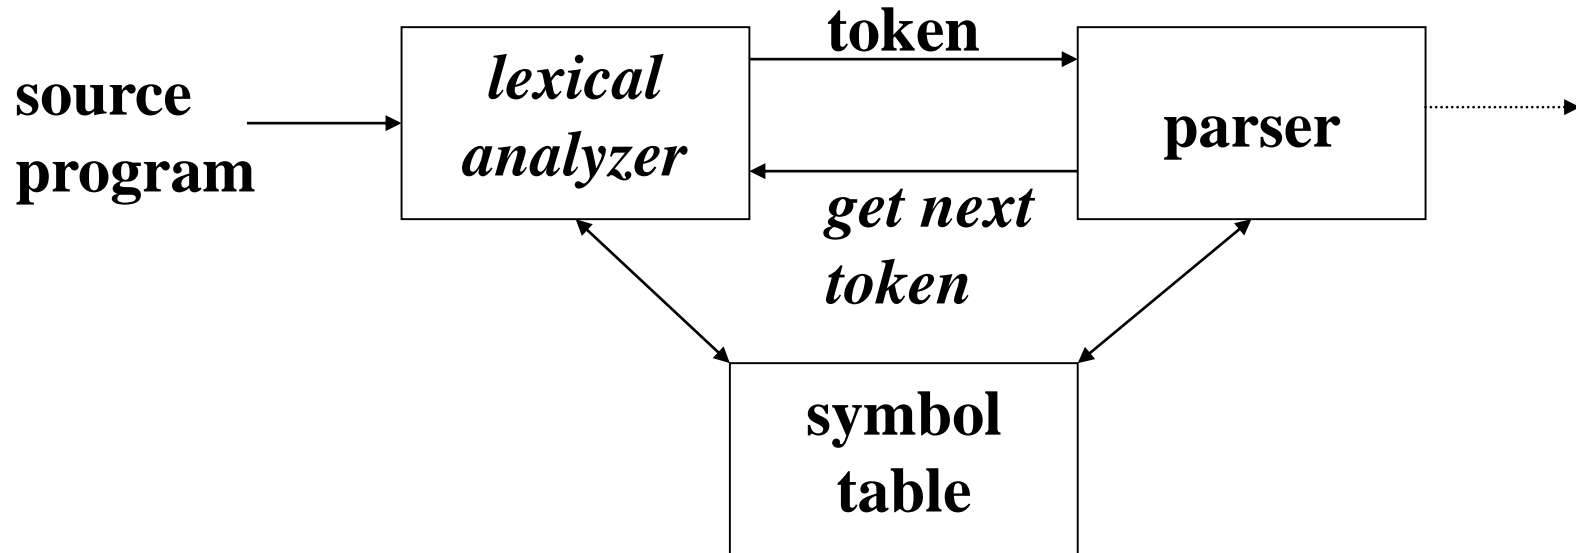 source
program
lexical
analyzer
token
get next
token
parser
symbol
table